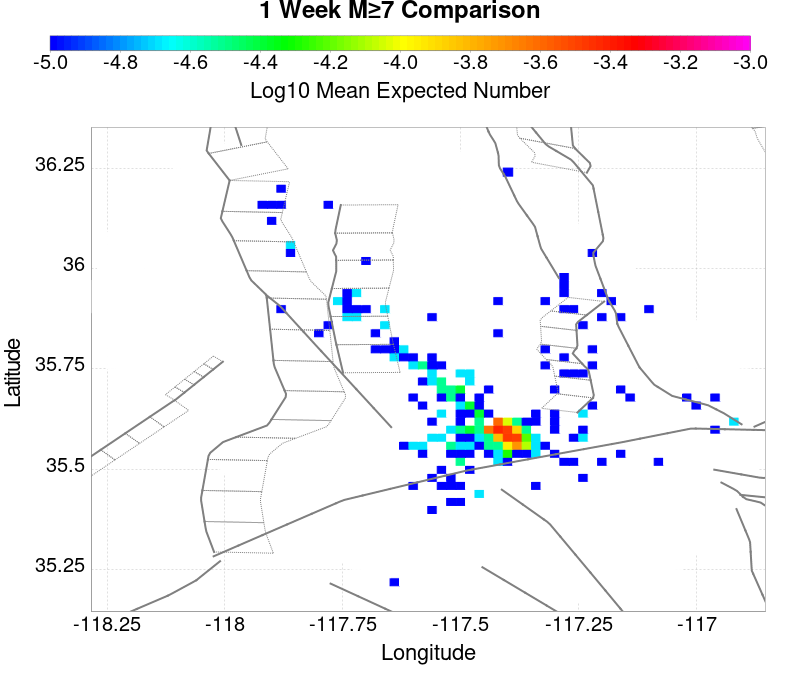 1 Week M≥7 Comparison
-5.0 -4.8 -4.6 -4.4 -4.2 -4.0 -3.8 -3.6 -3.4 -3.2 -3.0
Log10 Mean Expected Number
36.25
36
35.75
35.5
35.25
Latitude
-118.25 -118 -117.75 -117.5 -117.25 -117
Longitude